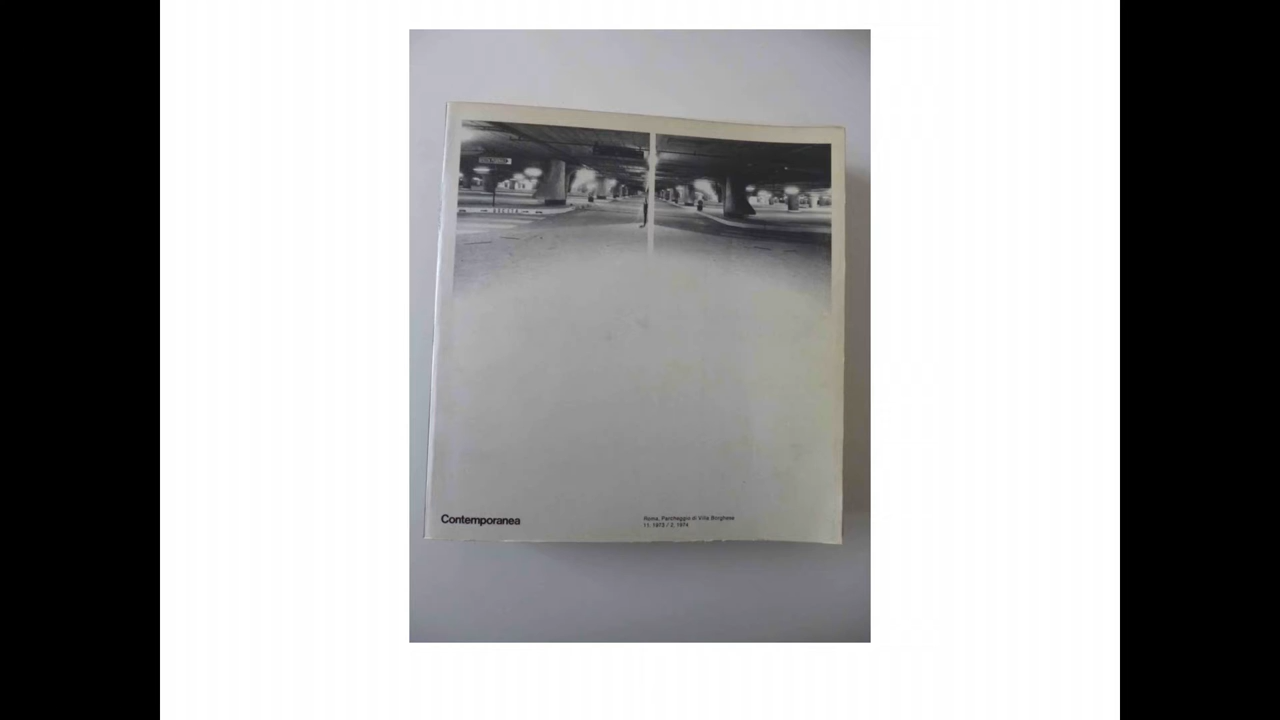 Contemporanea
Roma, Parcheggio di Villa Borghese
11, 1973 / 2, 1974